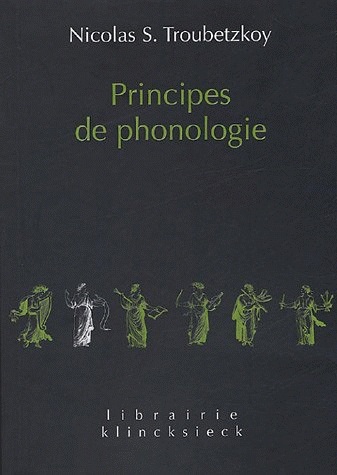 Nicolas S. Troubetzkoy
Principes
de phonologie
librairie
klincksieck